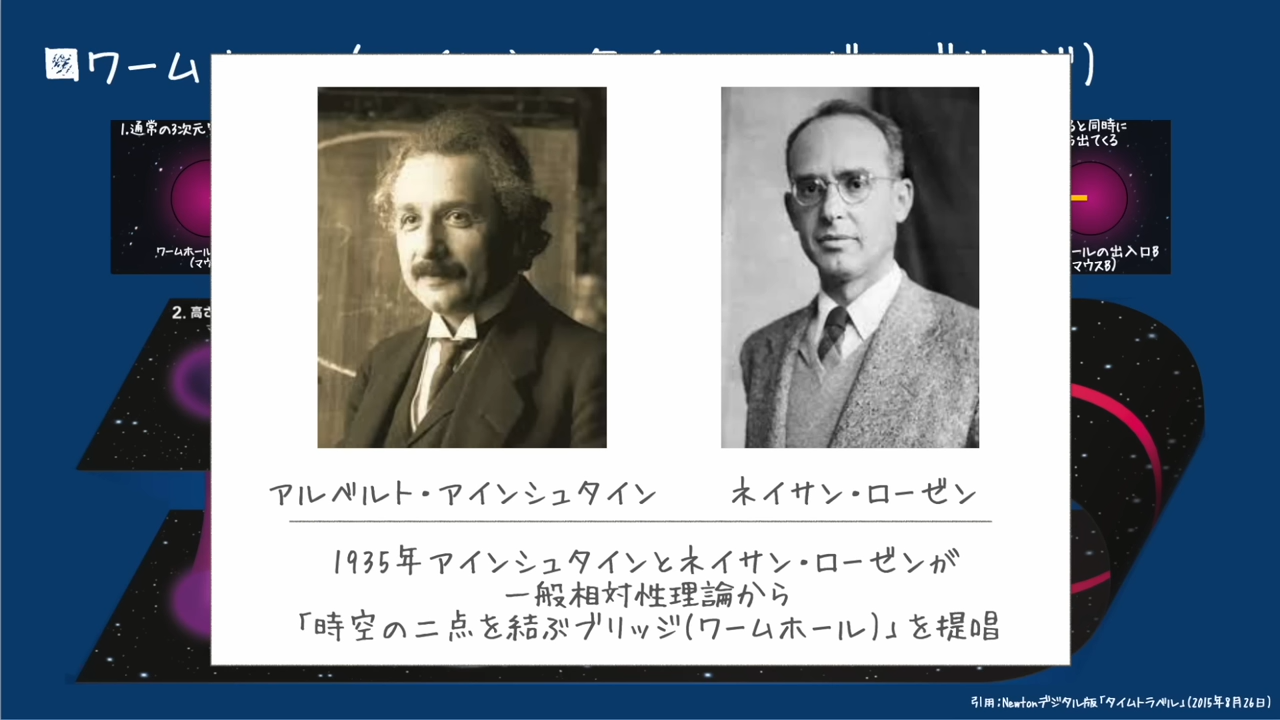 ワーム
1.通常の3次元
ると同時に
ら出てくる
ワームホール
ールの出入口B
マウスB)
2. 高さ
アルベルト・アインシュタイン
ネイサン・ローゼン
1935年アインシュタインとネイサン・ローゼンが
一般相対性理論から
「時空の二点を結ぶブリッジ(ワームホール)」を提唱
引用:Newtonデジタル版「タイムトラベル」(2015年8月26日)